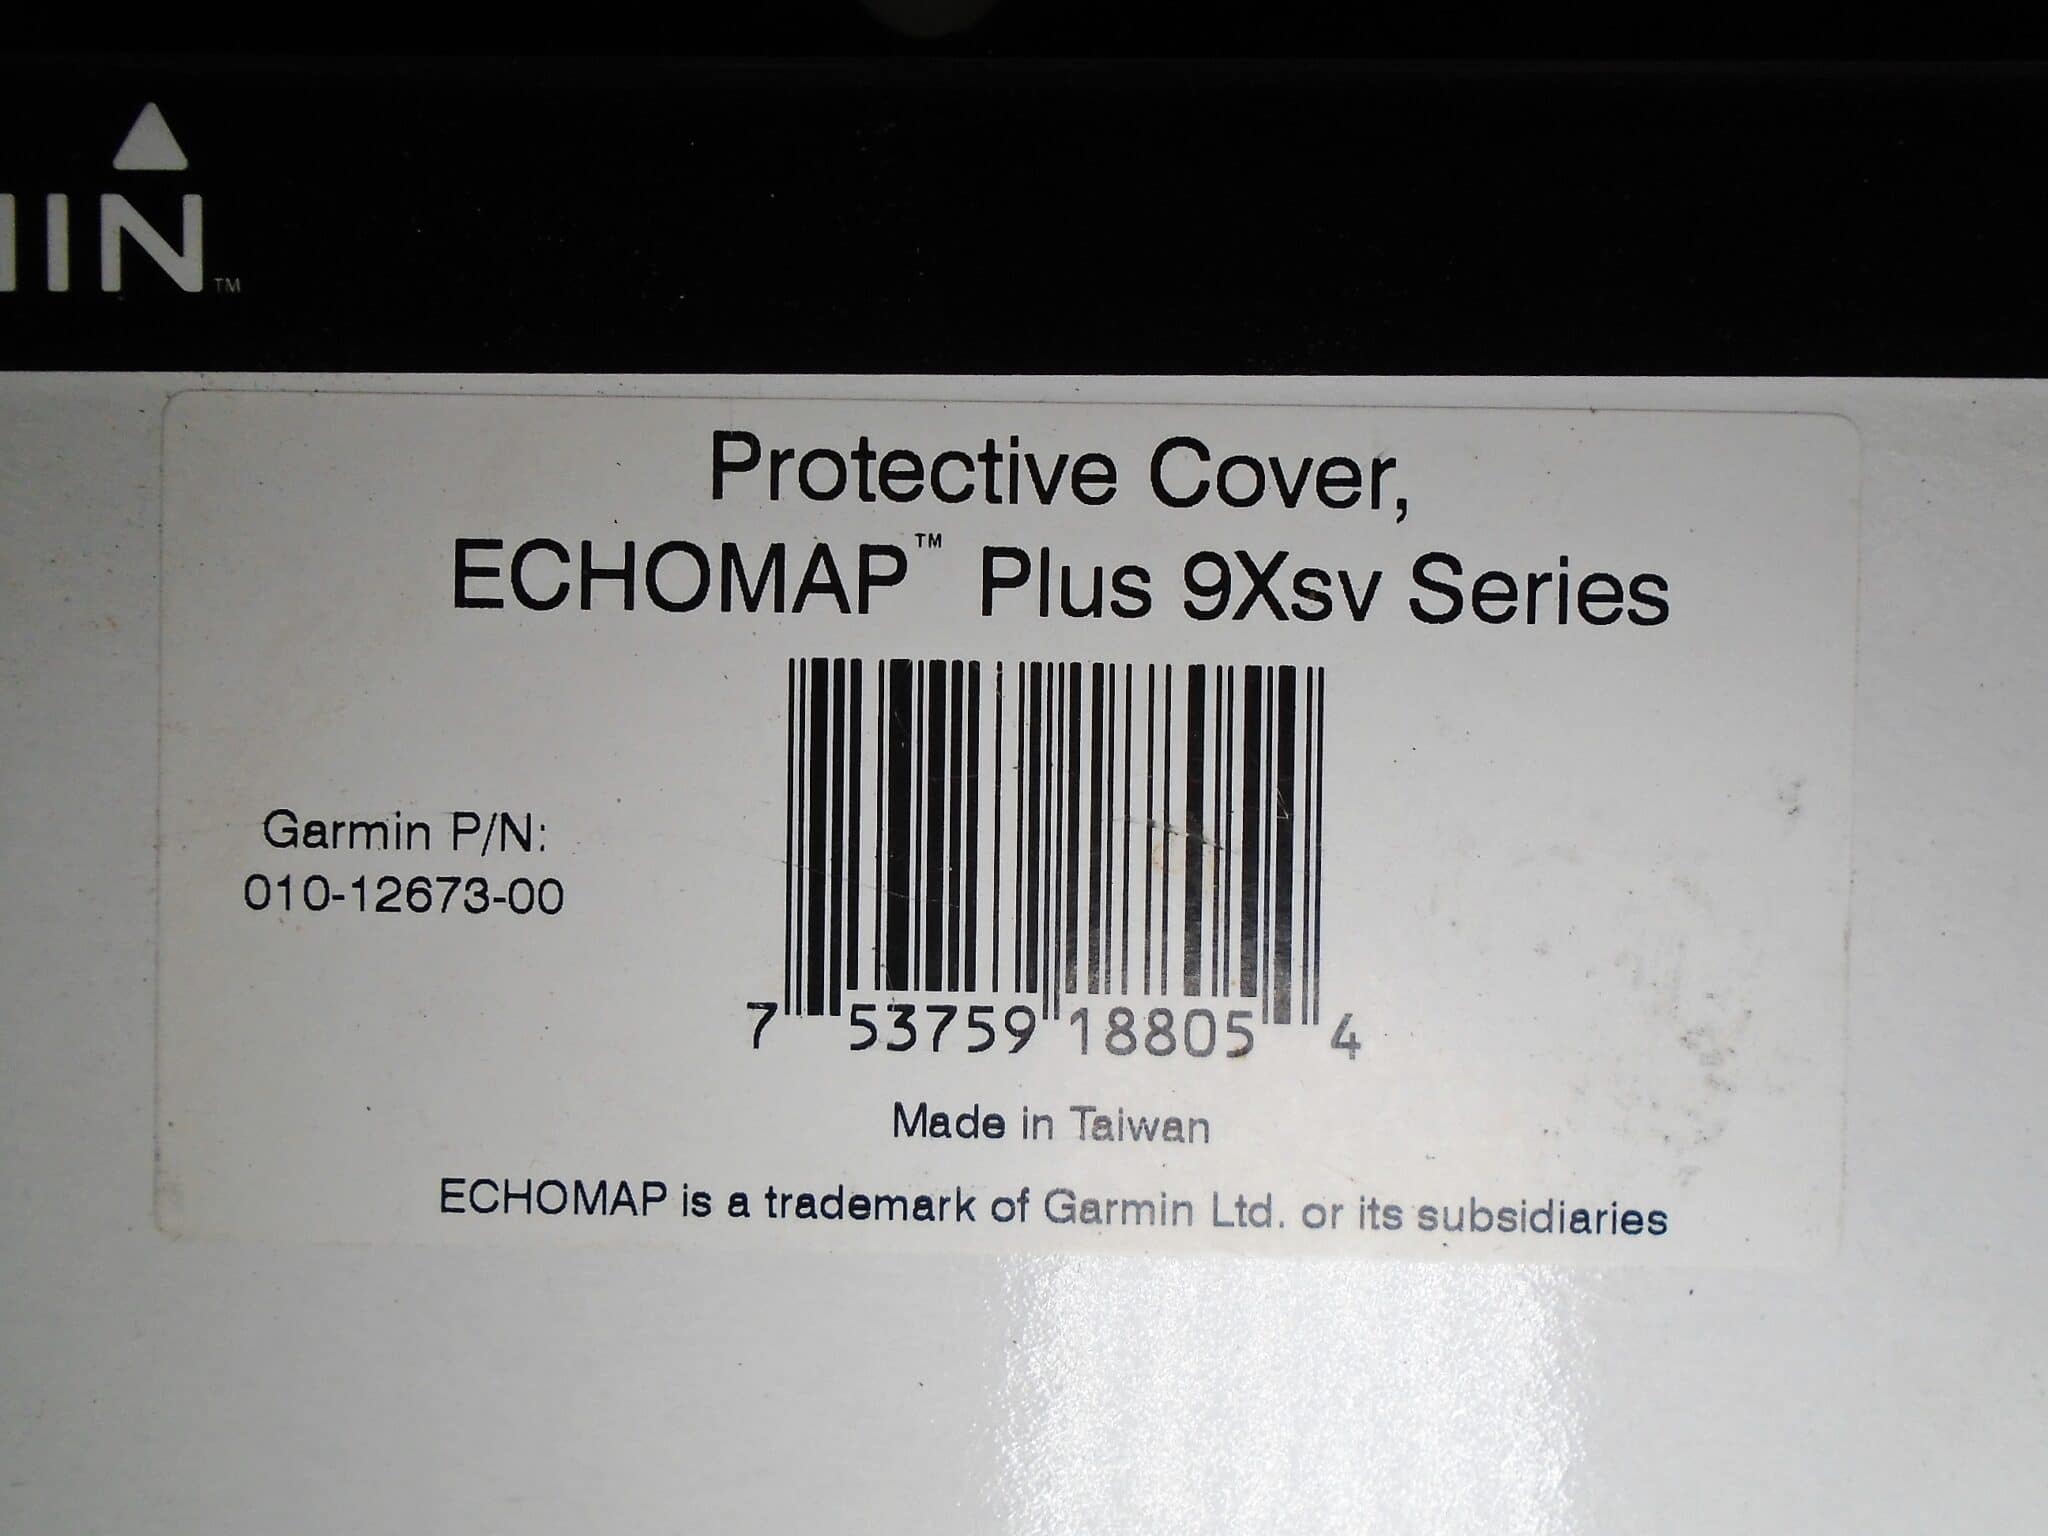 MIN™
Protective Cover,
ECHOMAP™ Plus 9Xsv Series
Garmin P/N:
010-12673-00
7 53759 18805 4
Made in Taiwan
ECHOMAP is a trademark of Garmin Ltd. or its subsidiaries